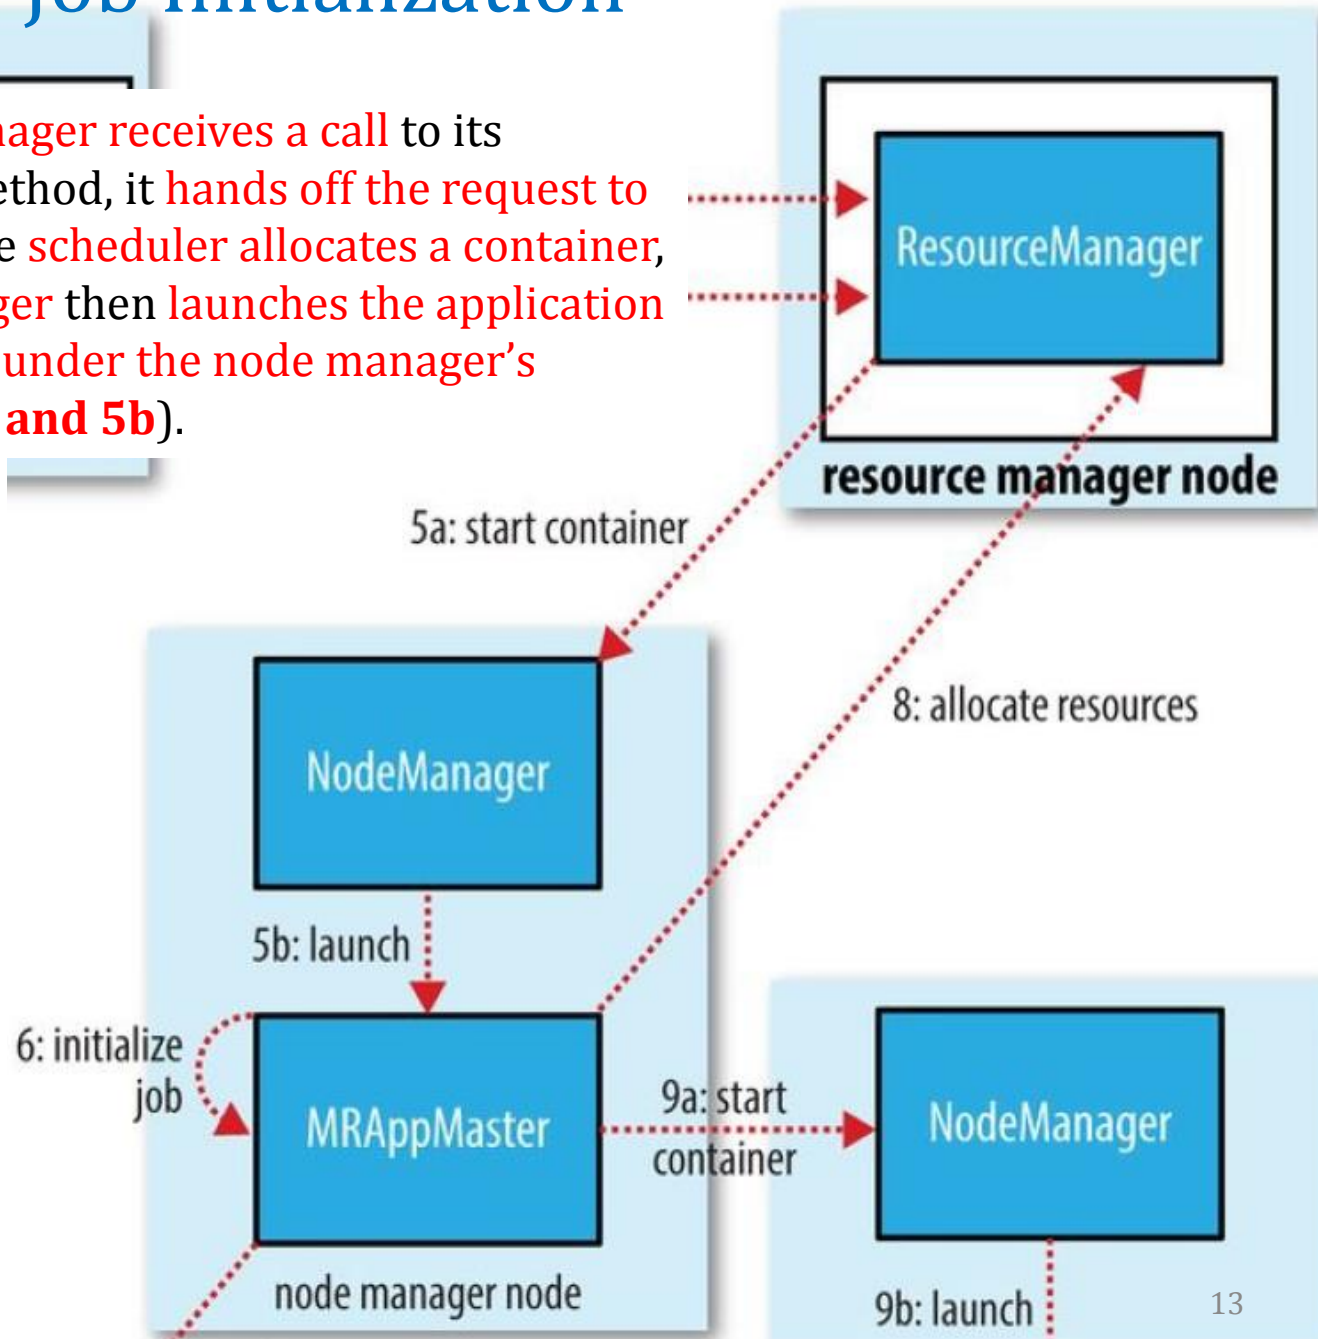 Job Initialization
ager receives a call to its
ethod, it hands off the request to
e scheduler allocates a container,
ger then launches the application
under the node manager’s
and 5b).
ResourceManager
resource manager node
5a: start container
8: allocate resources
NodeManager
5b: launch
6: initialize
job
MRAppMaster
9a: start
container
NodeManager
node manager node
9b: launch
13